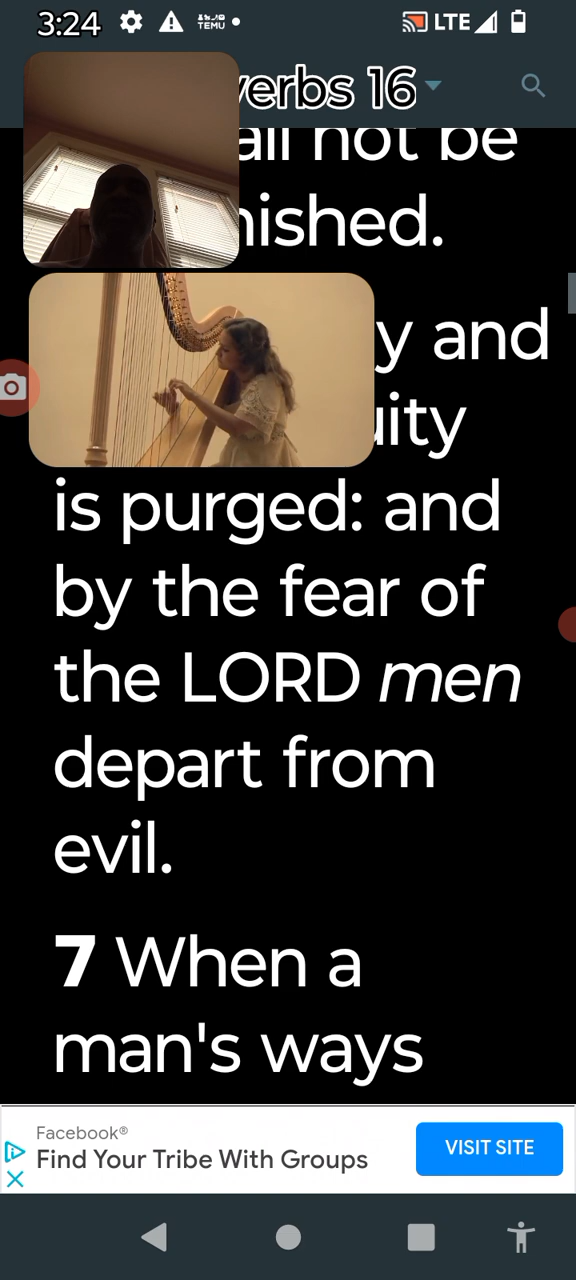 3:24
TEMU
LTE
verbs 16
all not be
nished.
y and
uity
is purged: and
by the fear of
the LORD men
depart from
evil.
7 When a
man's ways
Facebook®
Find Your Tribe With Groups
VISIT SITE